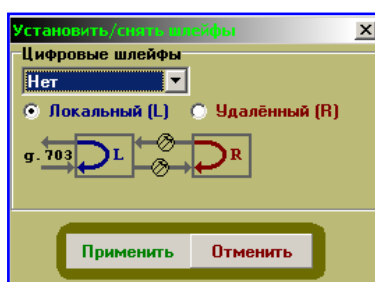 Установить/снять шлейфы
Цифровые шлейфы
Нет
Локальный (L) Удалённый (R)
g.703 L R
Применить Отменить